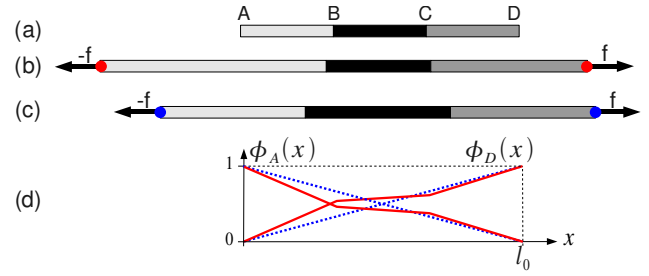 A B C D
(a)
-f f
(b)
-f f
(c)
ϕ_A(x) ϕ_D(x)
1
(d)
0 x
l_0